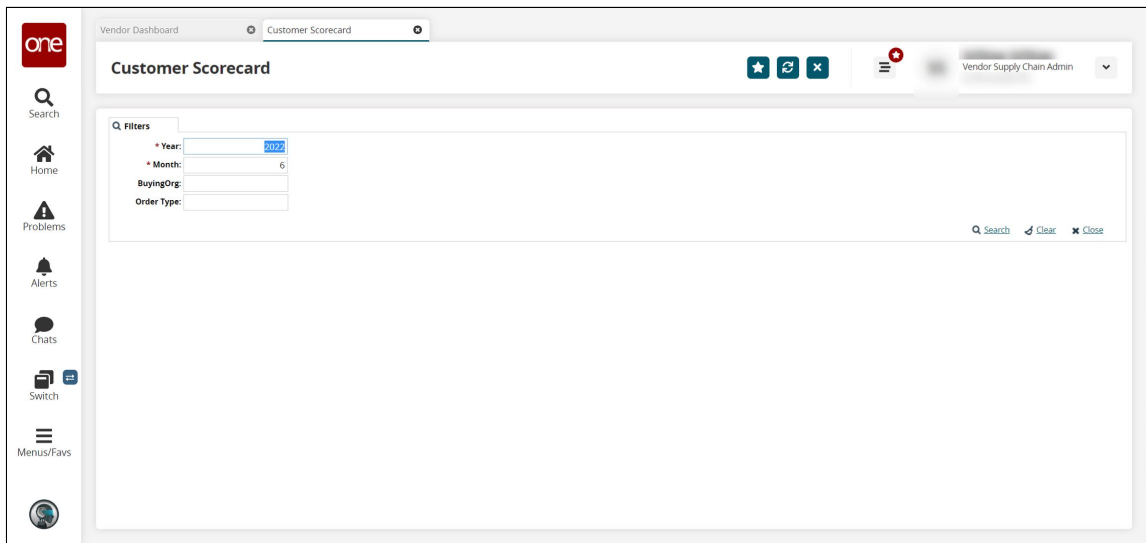 one
Vendor Dashboard
Customer Scorecard
Customer Scorecard
Vendor Supply Chain Admin
Search
Home
Problems
Alerts
Chats
Switch
Menus/Favs
Filters
* Year: 2022
* Month: 6
BuyingOrg:
Order Type:
Search Clear Close